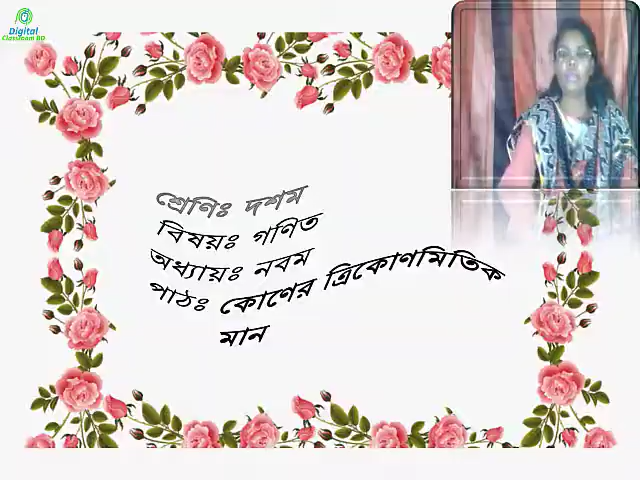 Digital
Classroom BD
শ্রেণিঃ দশম
বিষয়ঃ গণিত
অধ্যায়ঃ নবম
পাঠঃ কোণের ত্রিকোণমিতিক
মান